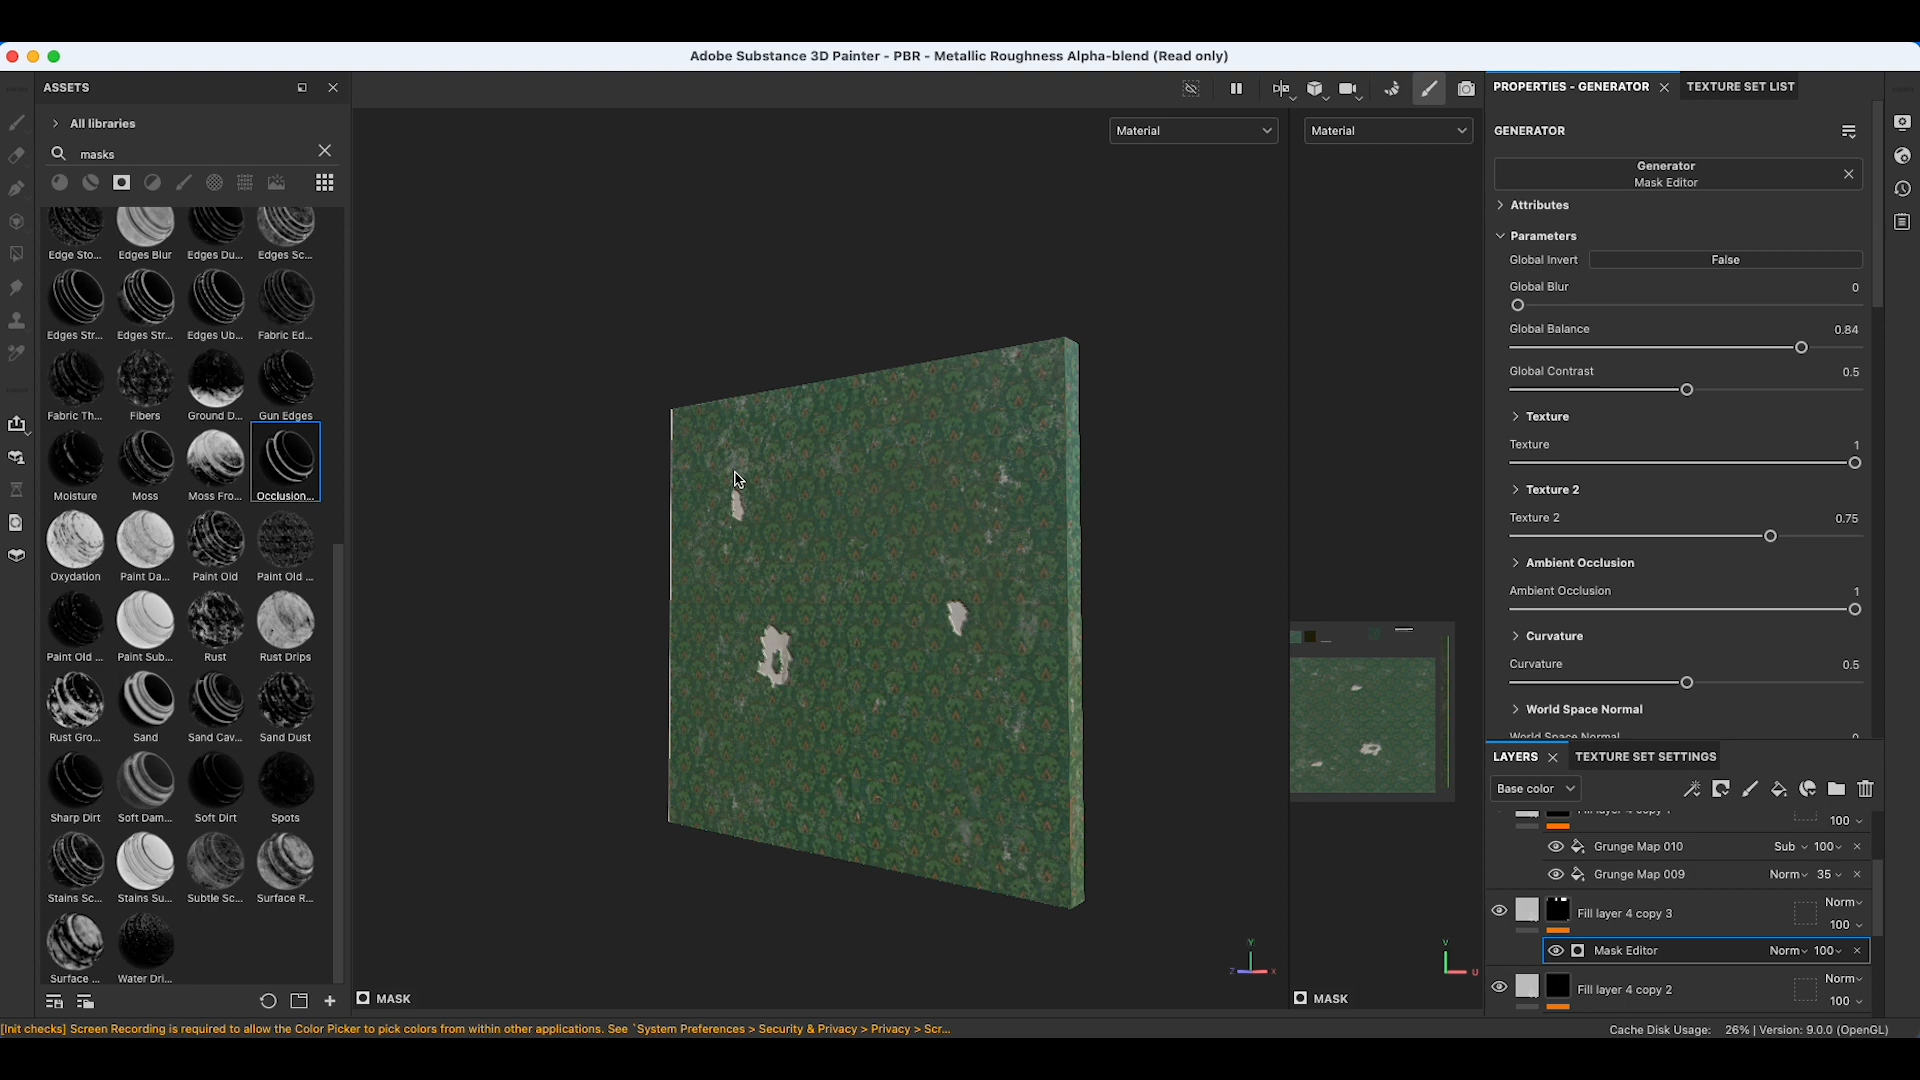 Adobe Substance 3D Painter - PBR - Metallic Roughness Alpha-blend (Read only)
ASSETS
All libraries
masks
Edge Sto...
Edges Blur
Edges Du...
Edges Sc...
Edges Str...
Edges Str...
Edges Ub...
Fabric Ed...
Fabric Th...
Fibers
Ground D...
Gun Edges
Moisture
Moss
Moss Fro...
Occlusion...
Oxydation
Paint Da...
Paint Old
Paint Old ...
Paint Old ...
Paint Sub...
Rust
Rust Drips
Rust Gro...
Sand
Sand Cav...
Sand Dust
Sharp Dirt
Soft Dam...
Soft Dirt
Spots
Stains Sc...
Stains Su...
Subtle Sc...
Surface R...
Surface ...
Water Dri...
Material
Material
Y
Z
X
V
U
MASK
MASK
PROPERTIES - GENERATOR
TEXTURE SET LIST
GENERATOR
Generator
Mask Editor
Attributes
Parameters
Global Invert
False
Global Blur
0
Global Balance
0.84
Global Contrast
0.5
Texture
Texture
1
Texture 2
Texture 2
0.75
Ambient Occlusion
Ambient Occlusion
1
Curvature
Curvature
0.5
World Space Normal
World Space Normal
LAYERS
TEXTURE SET SETTINGS
Base color
100
Grunge Map 010
Sub
100
Grunge Map 009
Norm
35
Norm
Fill layer 4 copy 3
100
Mask Editor
Norm
100
Norm
Fill layer 4 copy 2
100
[Init checks] Screen Recording is required to allow the Color Picker to pick colors from within other applications. See `System Preferences > Security & Privacy > Privacy > Scr...
Cache Disk Usage: 26% | Version: 9.0.0 (OpenGL)